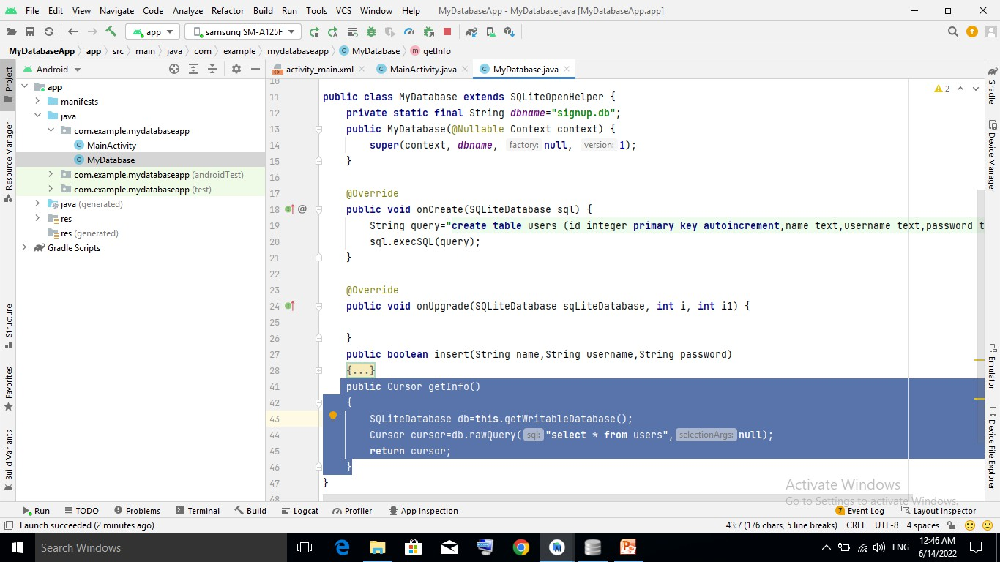 File Edit View Navigate Code Analyze Refactor Build Run Tools VCS Window Help MyDatabaseApp - MyDatabase.java [MyDatabaseApp.app]
app samsung SM-A125F
MyDatabaseApp app src main java com example mydatabaseapp MyDatabase getInfo
Project
Resource Manager
Structure
Favorites
Build Variants
Android
app
manifests
java
com.example.mydatabaseapp
MainActivity
MyDatabase
com.example.mydatabaseapp (androidTest)
com.example.mydatabaseapp (test)
java (generated)
res
res (generated)
Gradle Scripts
activity_main.xml MainActivity.java MyDatabase.java
2
10
11 public class MyDatabase extends SQLiteOpenHelper {
12 private static final String dbname="signup.db";
13 public MyDatabase(@Nullable Context context) {
14 super(context, dbname, factory: null, version: 1);
15 }
16
17 @Override
18 @ public void onCreate(SQLiteDatabase sql) {
19 String query="create table users (id integer primary key autoincrement,name text,username text,password t
20 sql.execSQL(query);
21 }
22
23 @Override
24 public void onUpgrade(SQLiteDatabase sqLiteDatabase, int i, int i1) {
25
26 }
27 public boolean insert(String name,String username,String password)
28 {...}
41 public Cursor getInfo()
42 {
43 SQLiteDatabase db=this.getWritableDatabase();
44 Cursor cursor=db.rawQuery( sql: "select * from users", selectionArgs: null);
45 return cursor;
46 }
47 }
48
Gradle
Device Manager
Emulator
Device File Explorer
Activate Windows
Go to Settings to activate Windows.
Run TODO Problems Terminal Build Logcat Profiler App Inspection 7 Event Log Layout Inspector
Launch succeeded (2 minutes ago) 43:7 (176 chars, 5 line breaks) CRLF UTF-8 4 spaces
Search Windows
ENG
12:46 AM
6/14/2022